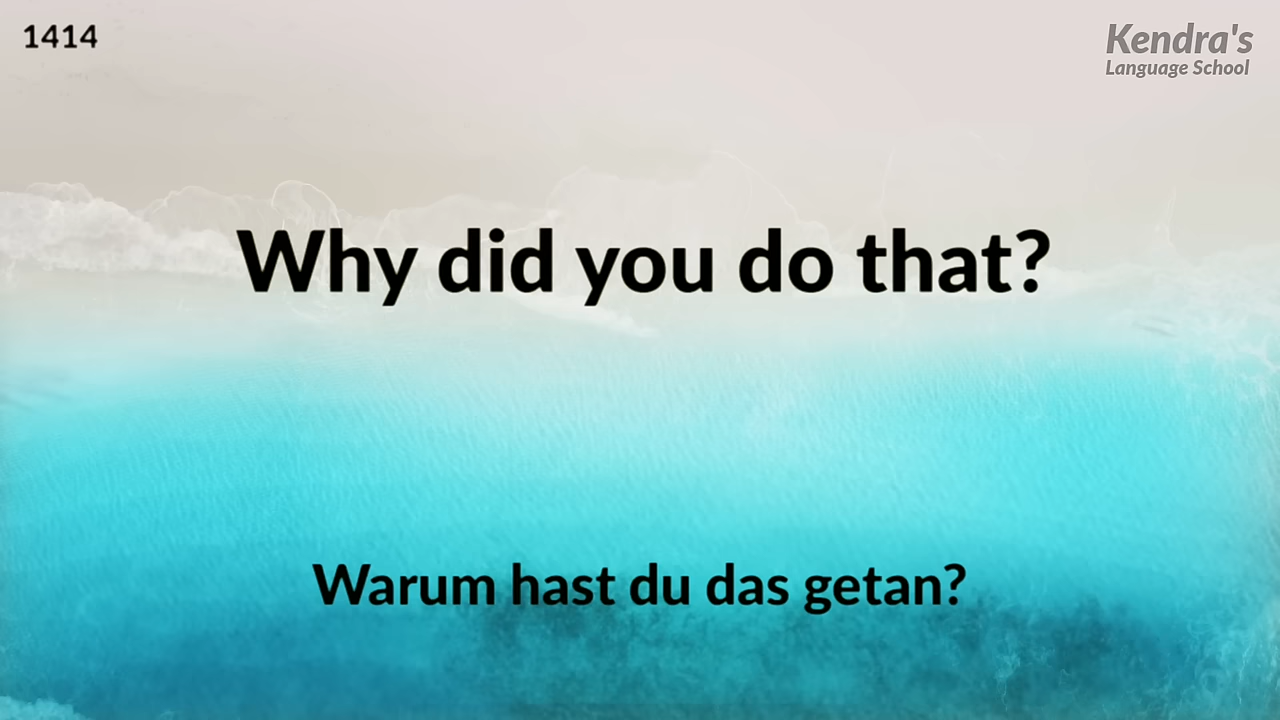 1414
Kendra's
Language School
Why did you do that?
Warum hast du das getan?